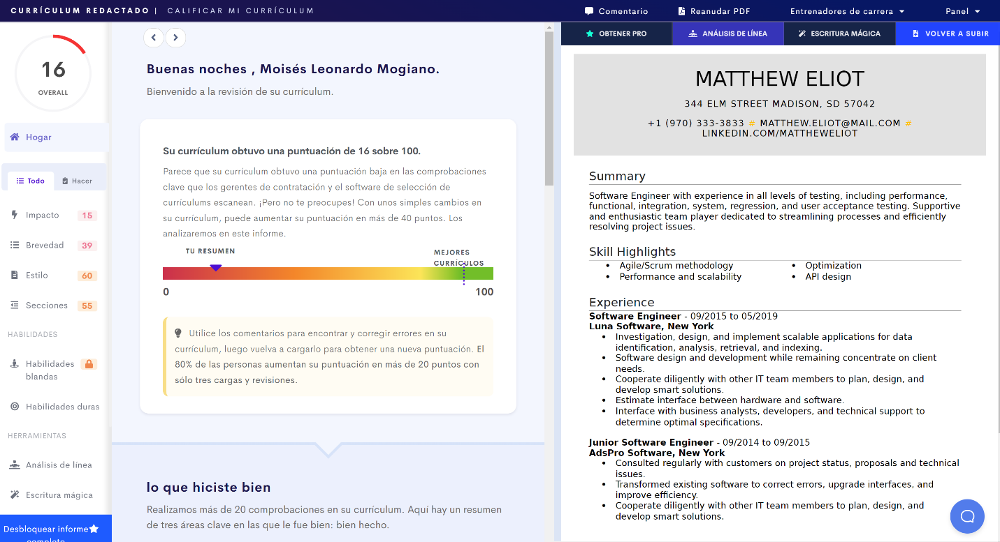 CURRÍCULUM REDACTADO | CALIFICAR MI CURRÍCULUM
Comentario
Reanudar PDF
Entrenadores de carrera
Panel
16
OVERALL
Hogar
Todo
Hacer
Impacto 15
Brevedad 39
Estilo 60
Secciones 55
HABILIDADES
Habilidades
blandas
Habilidades duras
HERRAMIENTAS
Análisis de línea
Escritura mágica
Desbloquear informe
completo
Buenas noches , Moisés Leonardo Mogiano.
Bienvenido a la revisión de su currículum.
Su currículum obtuvo una puntuación de 16 sobre 100.
Parece que su currículum obtuvo una puntuación baja en las comprobaciones
clave que los gerentes de contratación y el software de selección de
currículums escanean. ¡Pero no te preocupes! Con unos simples cambios en
su currículum, puede aumentar su puntuación en más de 40 puntos. Los
analizaremos en este informe.
TU RESUMEN
MEJORES
CURRÍCULOS
0
100
Utilice los comentarios para encontrar y corregir errores en su
currículum, luego vuelva a cargarlo para obtener una nueva puntuación. El
80% de las personas aumentan su puntuación en más de 20 puntos con
sólo tres cargas y revisiones.
lo que hiciste bien
Realizamos más de 20 comprobaciones en su currículum. Aquí hay un resumen
de tres áreas clave en las que le fue bien: bien hecho.
OBTENER PRO
ANÁLISIS DE LÍNEA
ESCRITURA MÁGICA
VOLVER A SUBIR
MATTHEW ELIOT
344 ELM STREET MADISON, SD 57042
+1 (970) 333-3833 # MATTHEW.ELIOT@MAIL.COM #
LINKEDIN.COM/MATTHEWELIOT
Summary
Software Engineer with experience in all levels of testing, including performance,
functional, integration, system, regression, and user acceptance testing. Supportive
and enthusiastic team player dedicated to streamlining processes and efficiently
resolving project issues.
Skill Highlights
• Agile/Scrum methodology
• Performance and scalability
• Optimization
• API design
Experience
Software Engineer - 09/2015 to 05/2019
Luna Software, New York
• Investigation, design, and implement scalable applications for data
identification, analysis, retrieval, and indexing.
• Software design and development while remaining concentrate on client
needs.
• Cooperate diligently with other IT team members to plan, design, and
develop smart solutions.
• Estimate interface between hardware and software.
• Interface with business analysts, developers, and technical support to
determine optimal specifications.
Junior Software Engineer - 09/2014 to 09/2015
AdsPro Software, New York
• Consulted regularly with customers on project status, proposals and technical
issues.
• Transformed existing software to correct errors, upgrade interfaces, and
improve efficiency.
• Cooperate diligently with other IT team members to plan, design, and
develop smart solutions.